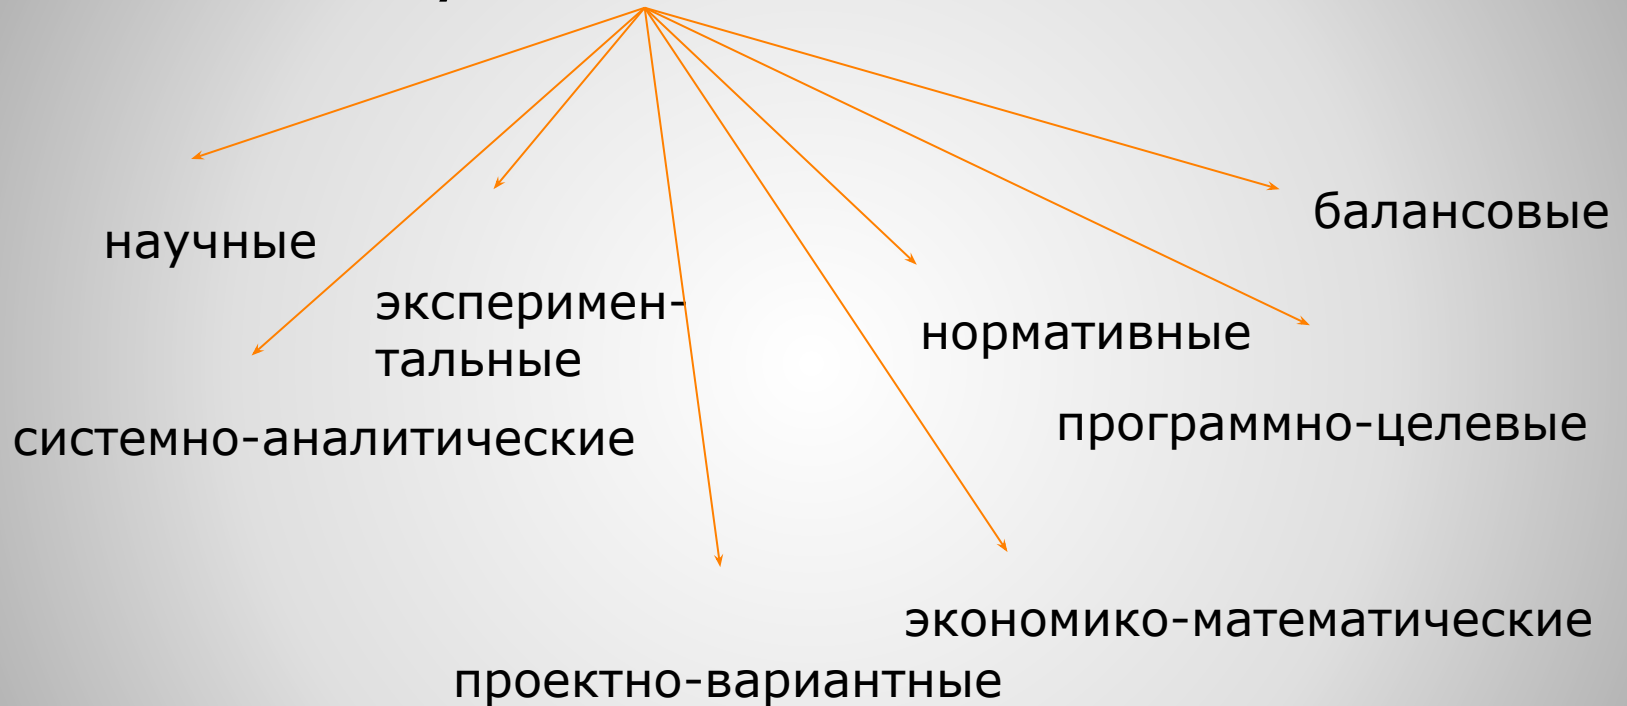 балансовые
научные
эксперимен-
тальные
нормативные
программно-целевые
системно-аналитические
экономико-математические
проектно-вариантные